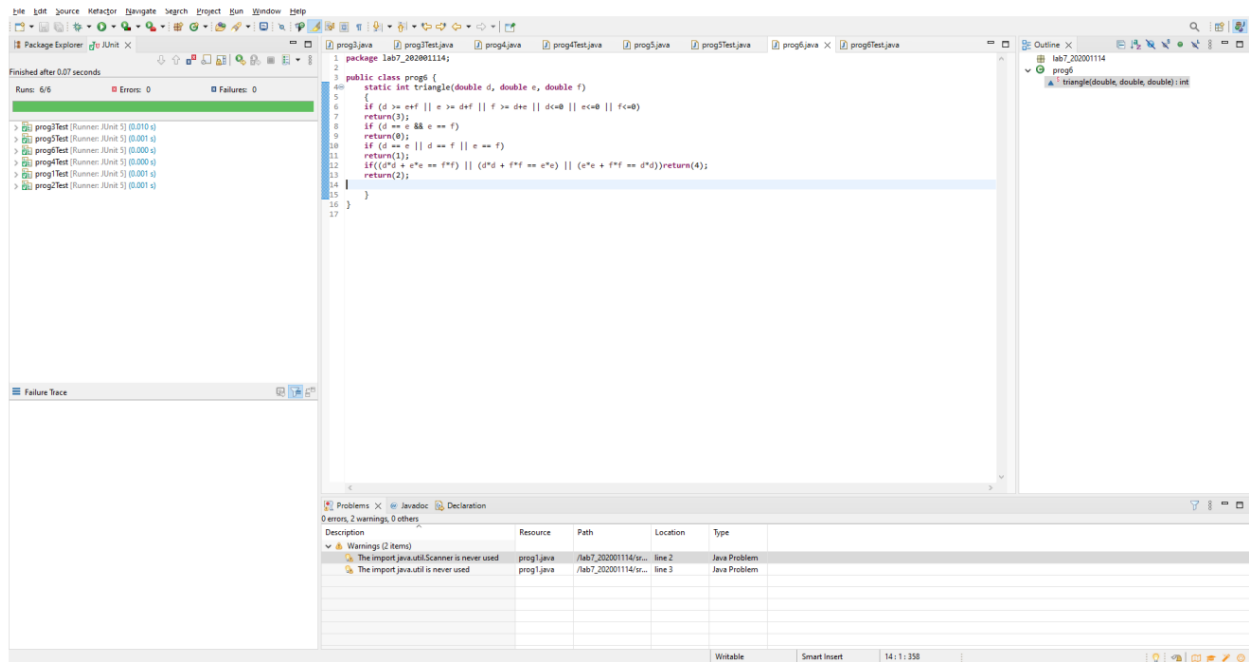 File Edit Source Refactor Navigate Search Project Run Window Help
Package Explorer JUnit
Finished after 0.07 seconds
Runs: 6/6 Errors: 0 Failures: 0
prog3Test [Runner: JUnit 5] (0.010 s)
prog5Test [Runner: JUnit 5] (0.001 s)
prog6Test [Runner: JUnit 5] (0.000 s)
prog4Test [Runner: JUnit 5] (0.000 s)
prog1Test [Runner: JUnit 5] (0.001 s)
prog2Test [Runner: JUnit 5] (0.001 s)
Failure Trace
prog3.java prog3Test.java prog4.java prog4Test.java prog5.java prog5Test.java prog6.java prog6Test.java
1 package lab7_202001114;
2
3 public class prog6 {
4 static int triangle(double d, double e, double f)
5 {
6 if (d >= e+f || e >= d+f || f >= d+e || d<=0 || e<=0 || f<=0)
7 return(3);
8 if (d == e && e == f)
9 return(0);
10 if (d == e || d == f || e == f)
11 return(1);
12 if((d*d + e*e == f*f) || (d*d + f*f == e*e) || (e*e + f*f == d*d))return(4);
13 return(2);
14
15 }
16 }
17
Outline
lab7_202001114
prog6
triangle(double, double, double) : int
Problems Javadoc Declaration
0 errors, 2 warnings, 0 others
Description Resource Path Location Type
Warnings (2 items)
The import java.util.Scanner is never used prog1.java /lab7_202001114/sr... line 2 Java Problem
The import java.util is never used prog1.java /lab7_202001114/sr... line 3 Java Problem
Writable Smart Insert 14 : 1 : 358